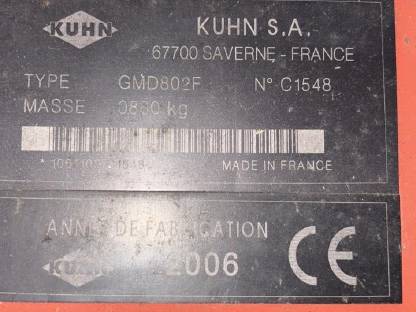 KUHN KUHN S.A.
67700 SAVERNE - FRANCE
TYPE GMD802F N° C1548
MASSE kg
MADE IN FRANCE
ANNEE DE FABRICATION
KUHN 2006 CE